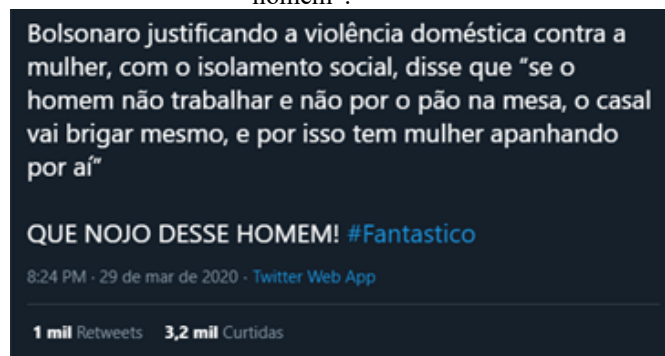 homem".
Bolsonaro justificando a violência doméstica contra a
mulher, com o isolamento social, disse que “se o
homem não trabalhar e não por o pão na mesa, o casal
vai brigar mesmo, e por isso tem mulher apanhando
por aí”
QUE NOJO DESSE HOMEM! #Fantastico
8:24 PM · 29 de mar de 2020 · Twitter Web App
1 mil Retweets 3,2 mil Curtidas